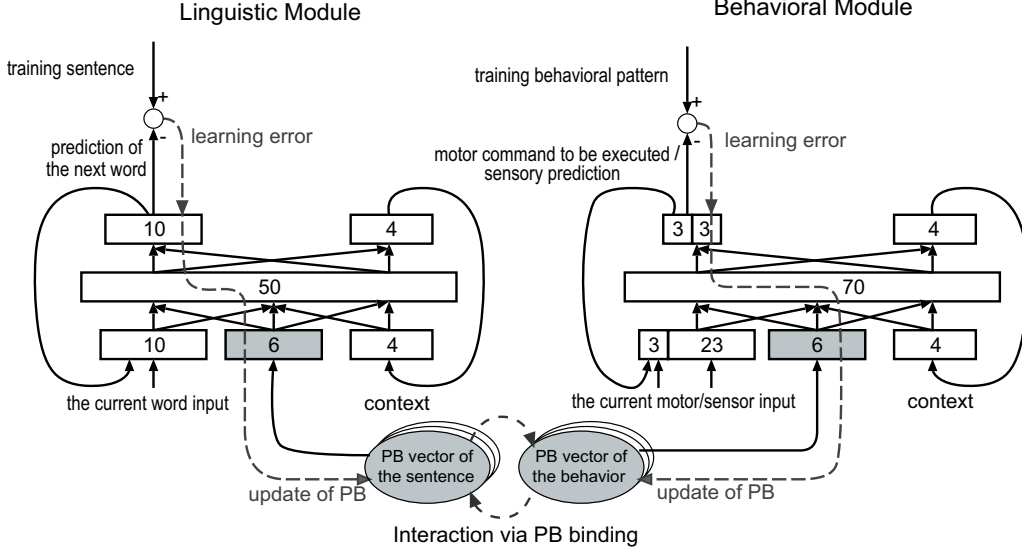 Linguistic Module
training sentence
+
-
learning error
prediction of
the next word
10
4
50
10
6
4
the current word input
context
Behavioral Module
training behavioral pattern
+
-
learning error
motor command to be executed /
sensory prediction
3
3
4
70
3
23
6
4
the current motor/sensor input
context
PB vector of
the sentence
PB vector of
the behavior
update of PB
update of PB
Interaction via PB binding